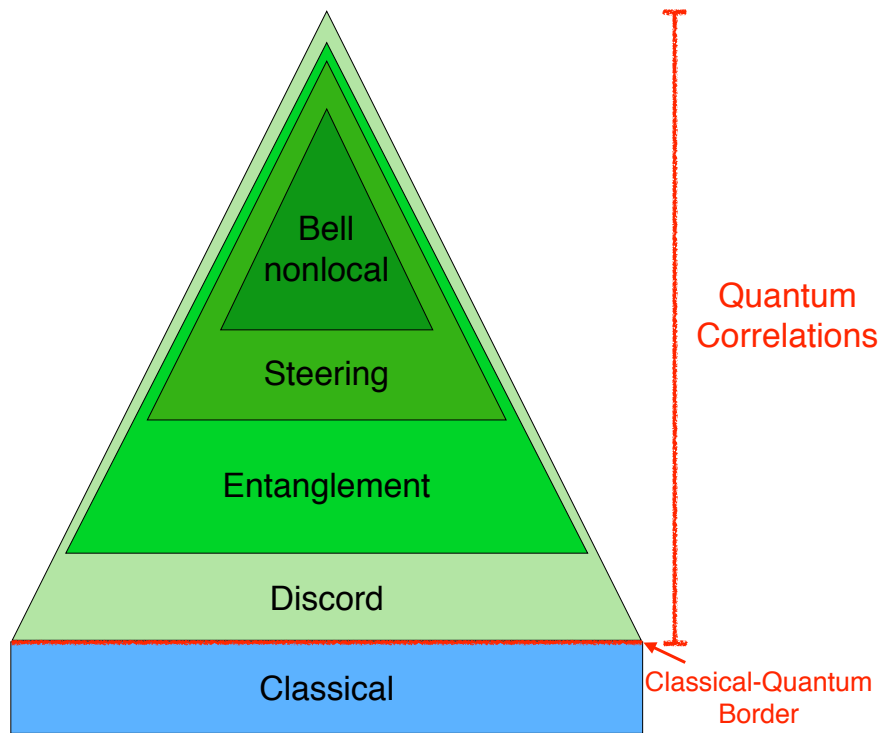 Bell
nonlocal
Quantum
Correlations
Steering
Entanglement
Discord
Classical
Classical-Quantum
Border